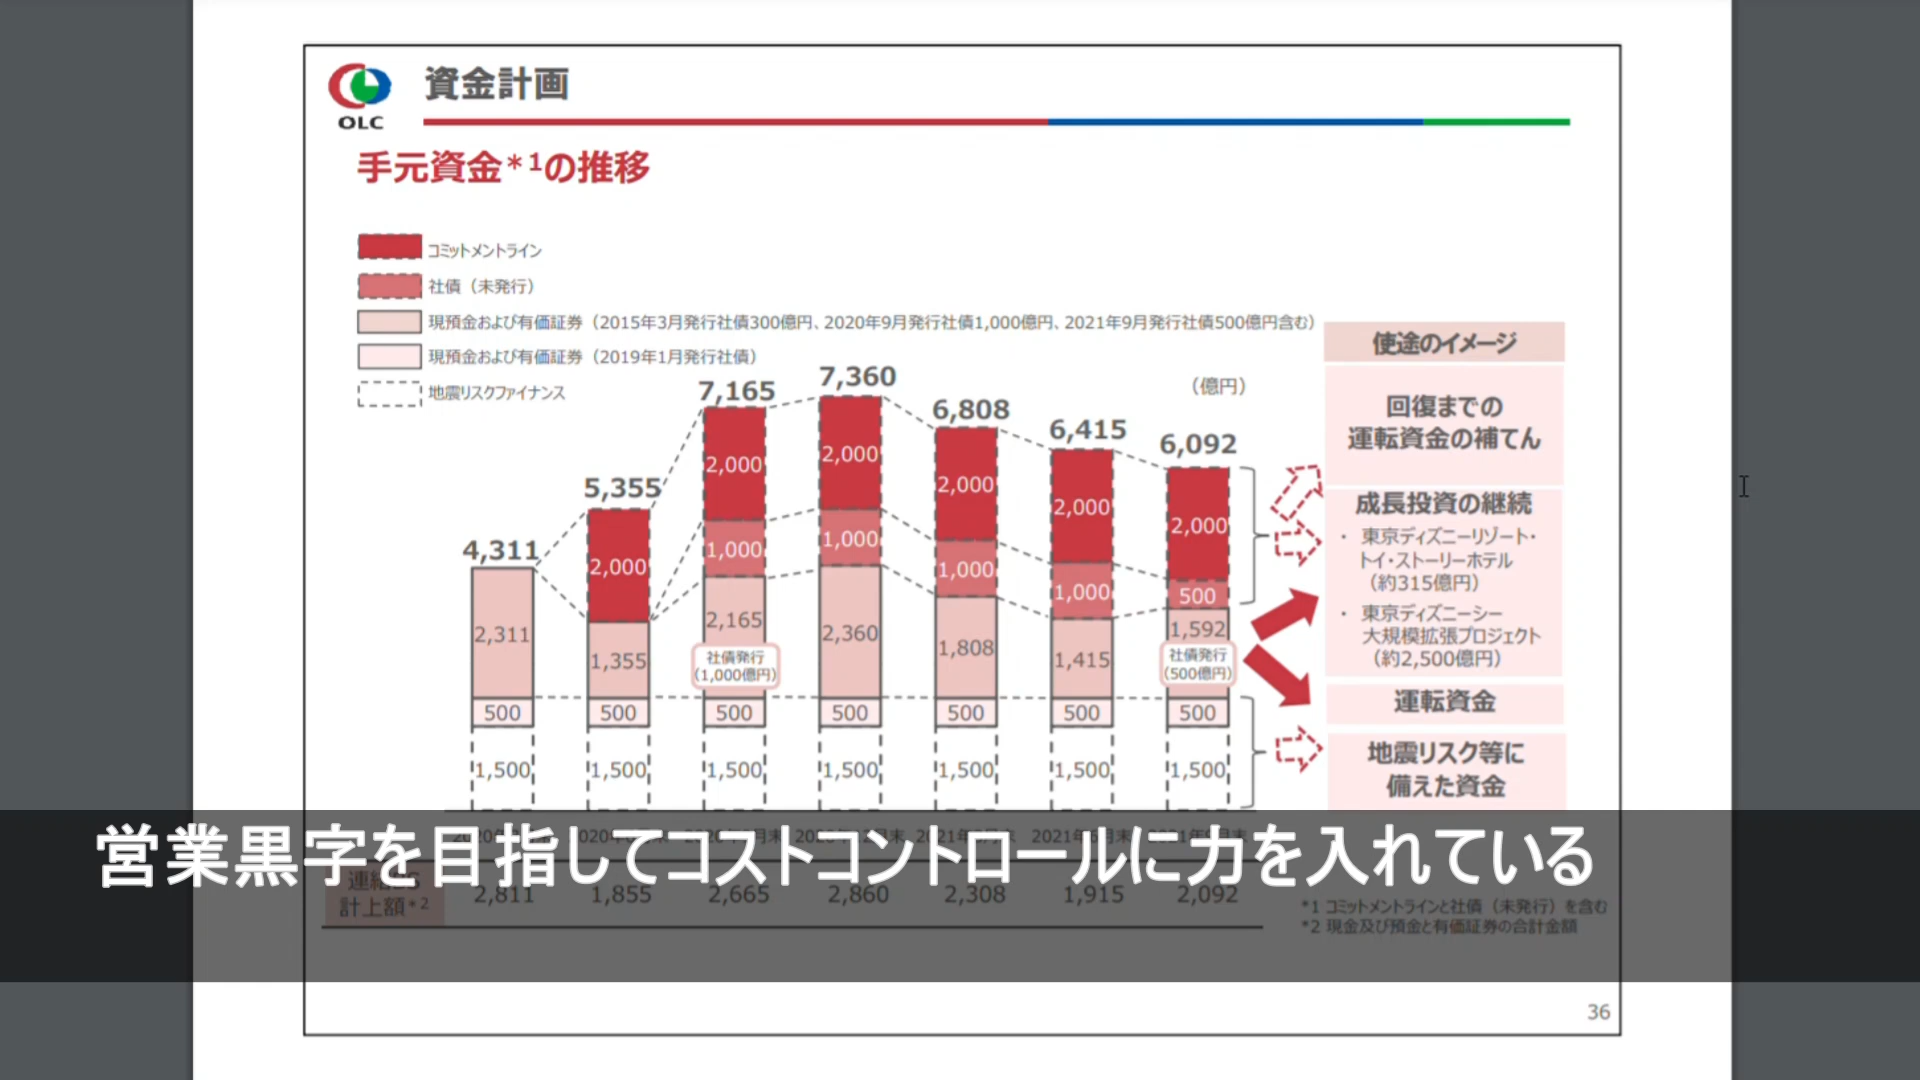 OLC
資金計画
手元資金*1の推移
コミットメントライン
社債（未発行）
現預金および有価証券（2015年3月発行社債300億円、2020年9月発行社債1,000億円、2021年9月発行社債500億円含む）
現預金および有価証券（2019年1月発行社債）
地震リスクファイナンス
（億円）
4,311
5,355
7,165
7,360
6,808
6,415
6,092
2,000
2,000
2,000
2,000
2,000
2,000
1,000
1,000
1,000
1,000
500
2,311
1,355
2,165
2,360
1,808
1,415
1,592
社債発行
（1,000億円）
社債発行
（500億円）
500
500
500
500
500
500
500
1,500
1,500
1,500
1,500
1,500
1,500
1,500
使途のイメージ
回復までの
運転資金の補てん
成長投資の継続
・ 東京ディズニーリゾート・
トイ・ストーリーホテル
（約315億円）
・ 東京ディズニーシー
大規模拡張プロジェクト
（約2,500億円）
運転資金
地震リスク等に
備えた資金
営業黒字を目指してコストコントロールに力を入れている
計上額*2
2,811
1,855
2,665
2,860
2,308
1,915
2,092
*1 コミットメントラインと社債（未発行）を含む
*2 現金及び預金と有価証券の合計金額
36